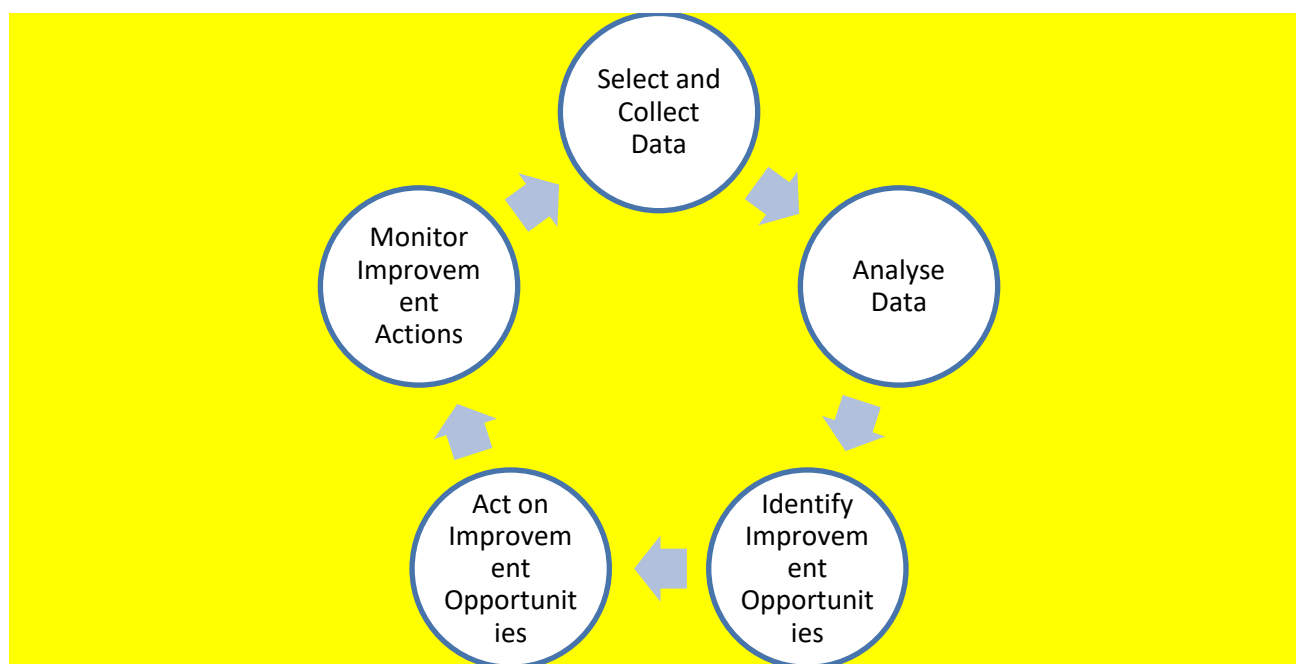 Select and
Collect
Data
Analyse
Data
Identify
Improvem
ent
Opportunit
ies
Act on
Improvem
ent
Opportunit
ies
Monitor
Improvem
ent
Actions